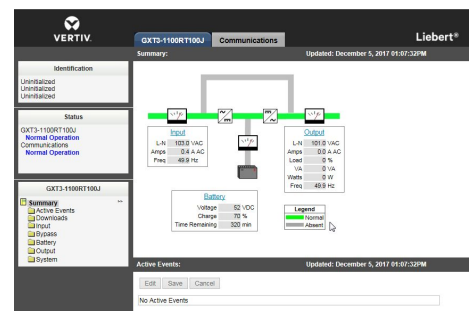 VERTIV.
GXT3-1100RT100J
Communications
Liebert®
Summary:
Updated: December 5, 2017 01:07:32PM
Identification
Uninitialized
Uninitialized
Uninitialized
Status
GXT3-1100RT100J
Normal Operation
Communications
Normal Operation
GXT3-1100RT100J
Summary
Active Events
Downloads
Input
Bypass
Battery
Output
System
Input
L-N 103.0 VAC
Amps 0.4 A AC
Freq 49.9 Hz
Output
L-N 101.0 VAC
Amps 0.0 A AC
Load 0 %
VA 0 VA
Watts 0 W
Freq 49.9 Hz
Battery
Voltage 52 VDC
Charge 70 %
Time Remaining 320 min
Legend
Normal
Absent
Active Events:
Updated: December 5, 2017 01:07:32PM
Edit Save Cancel
No Active Events